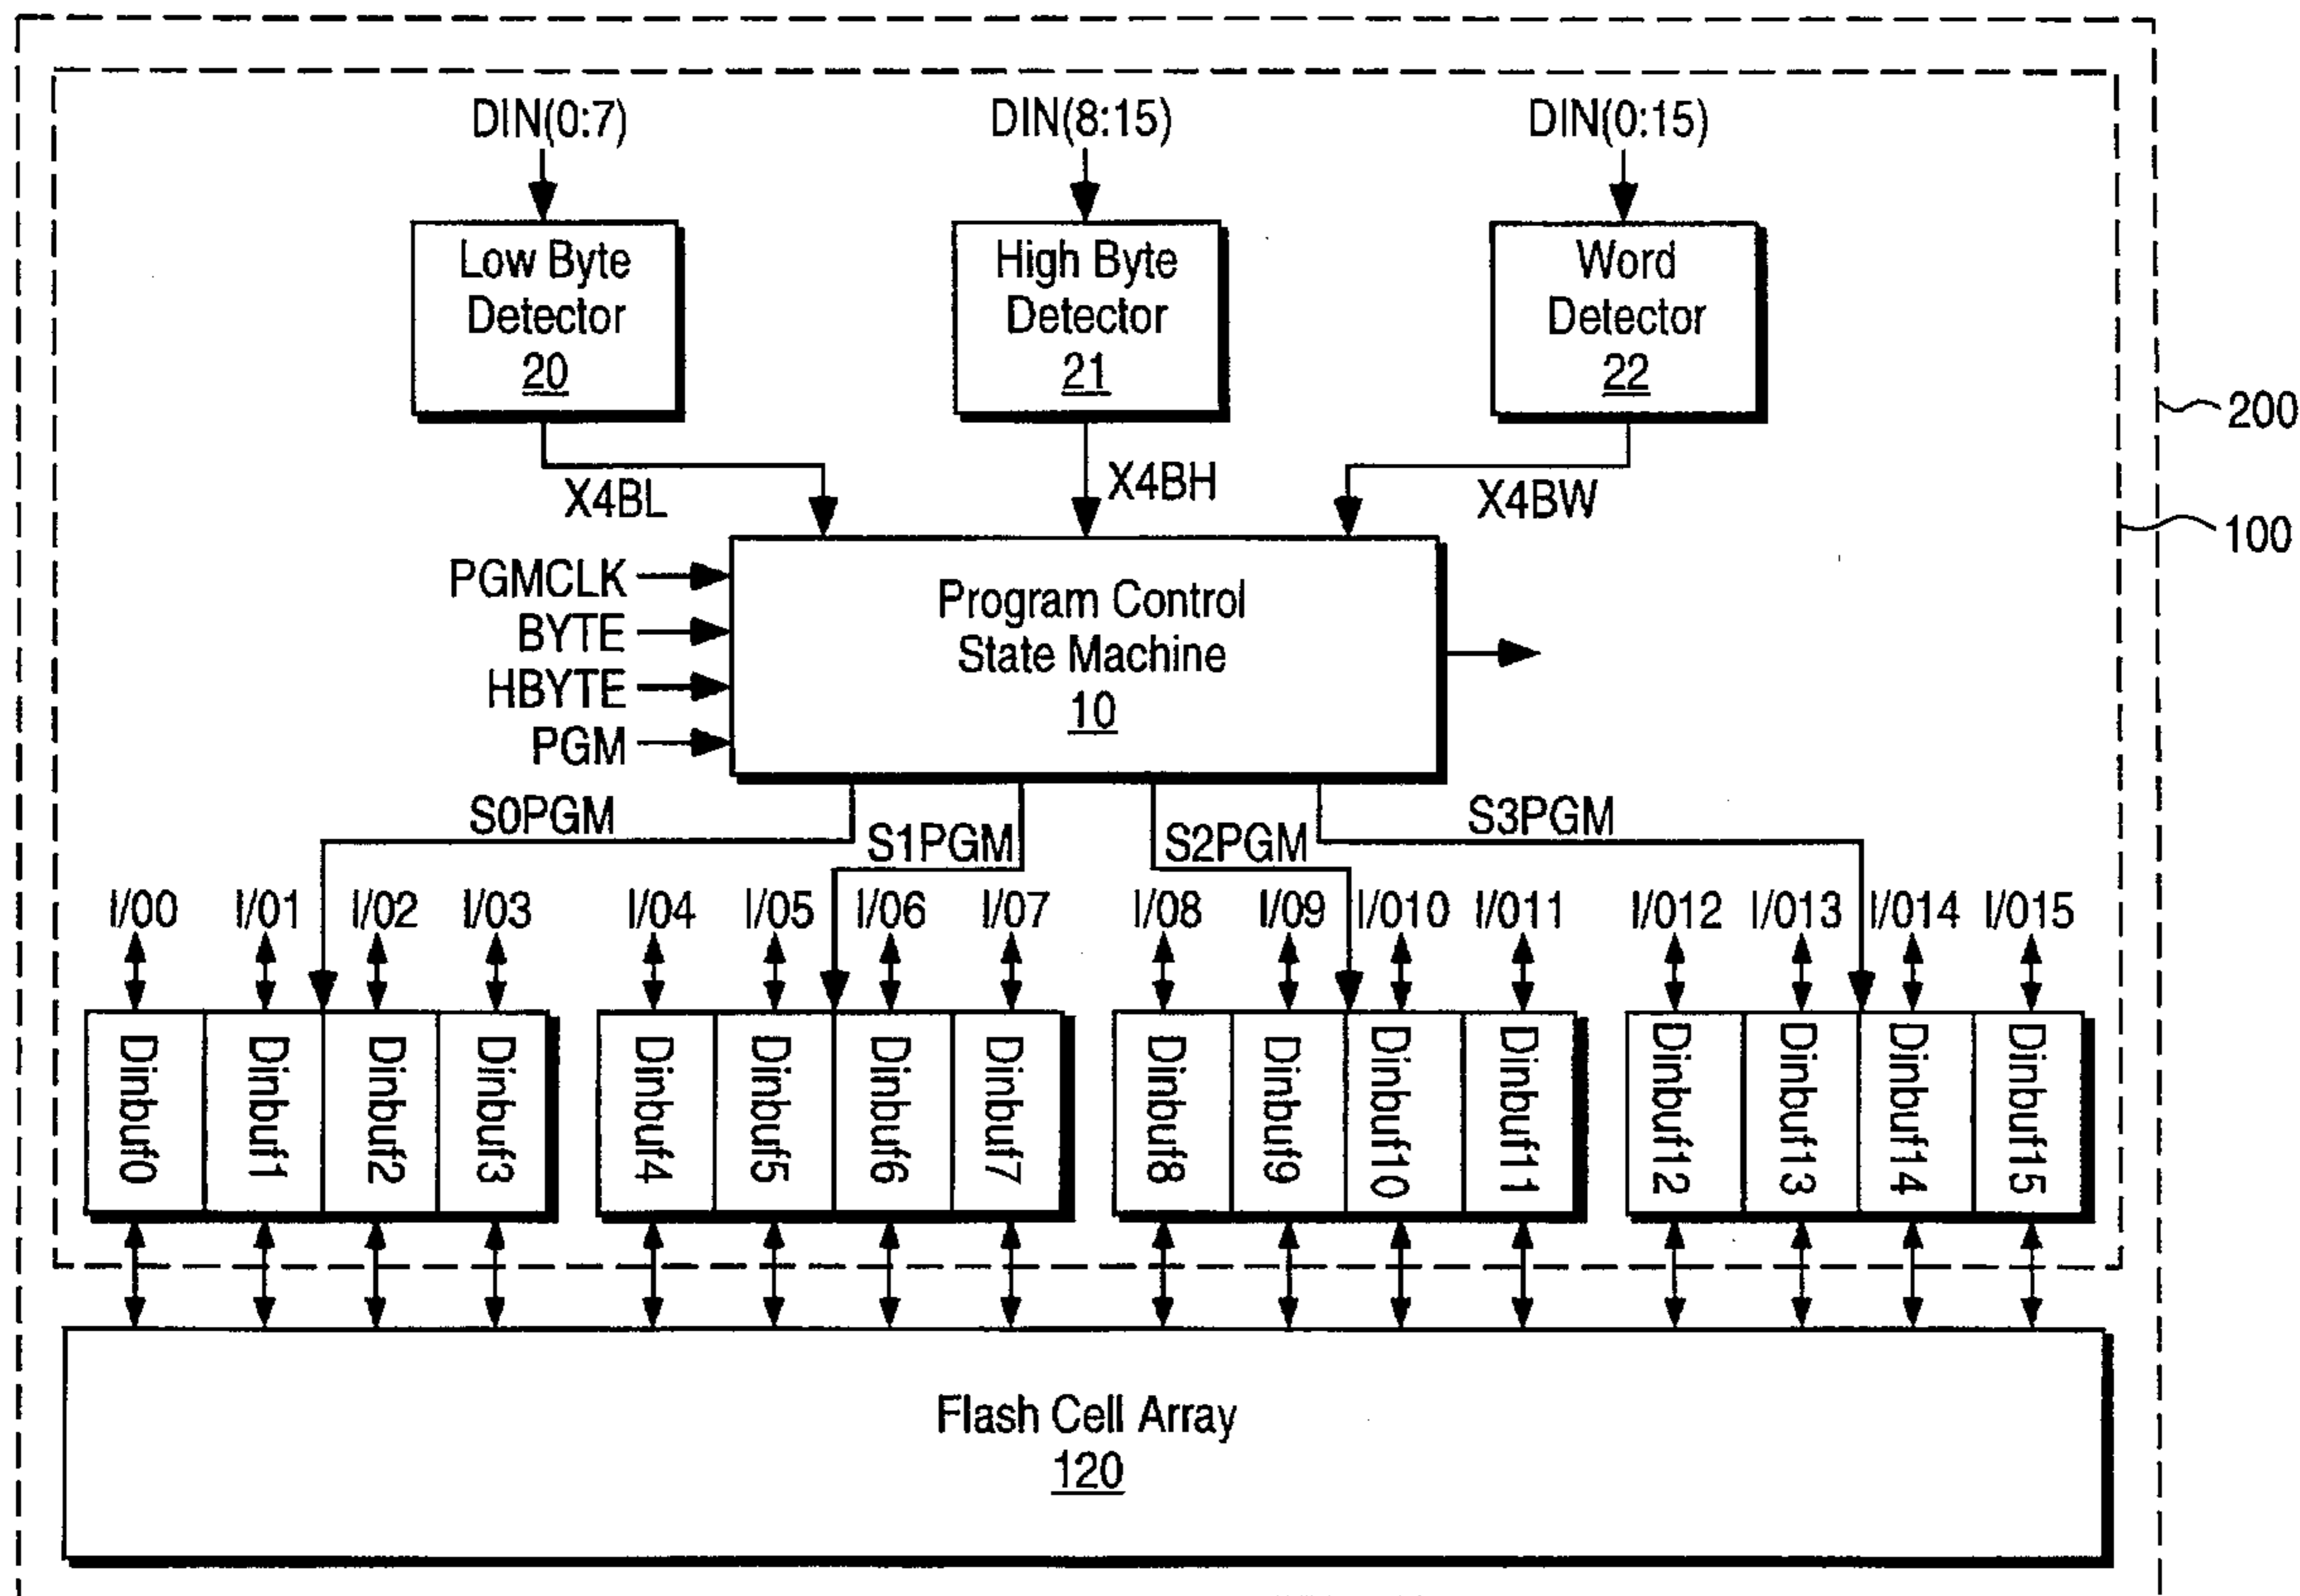 DIN(0:7)
DIN(8:15)
DIN(0:15)
Low Byte
Detector
20
High Byte
Detector
21
Word
Detector
22
200
100
X4BL
X4BH
X4BW
PGMCLK
BYTE
HBYTE
PGM
Program Control
State Machine
10
S0PGM
S1PGM
S2PGM
S3PGM
I/00
I/01
I/02
I/03
I/04
I/05
I/06
I/07
I/08
I/09
I/010
I/011
I/012
I/013
I/014
I/015
Dinbuf0
Dinbuf1
Dinbuf2
Dinbuf3
Dinbuf4
Dinbuf5
Dinbuf6
Dinbuf7
Dinbuf8
Dinbuf9
Dinbuf10
Dinbuf11
Dinbuf12
Dinbuf13
Dinbuf14
Dinbuf15
Flash Cell Array
120